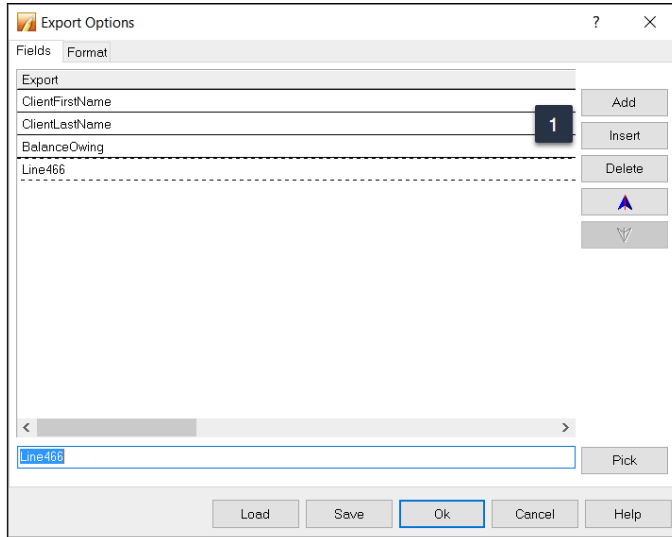 Export Options
?
Fields Format
Export
ClientFirstName
Add
ClientLastName
1
Insert
BalanceOwing
Line466
Delete
Line466
Pick
Load Save Ok Cancel Help